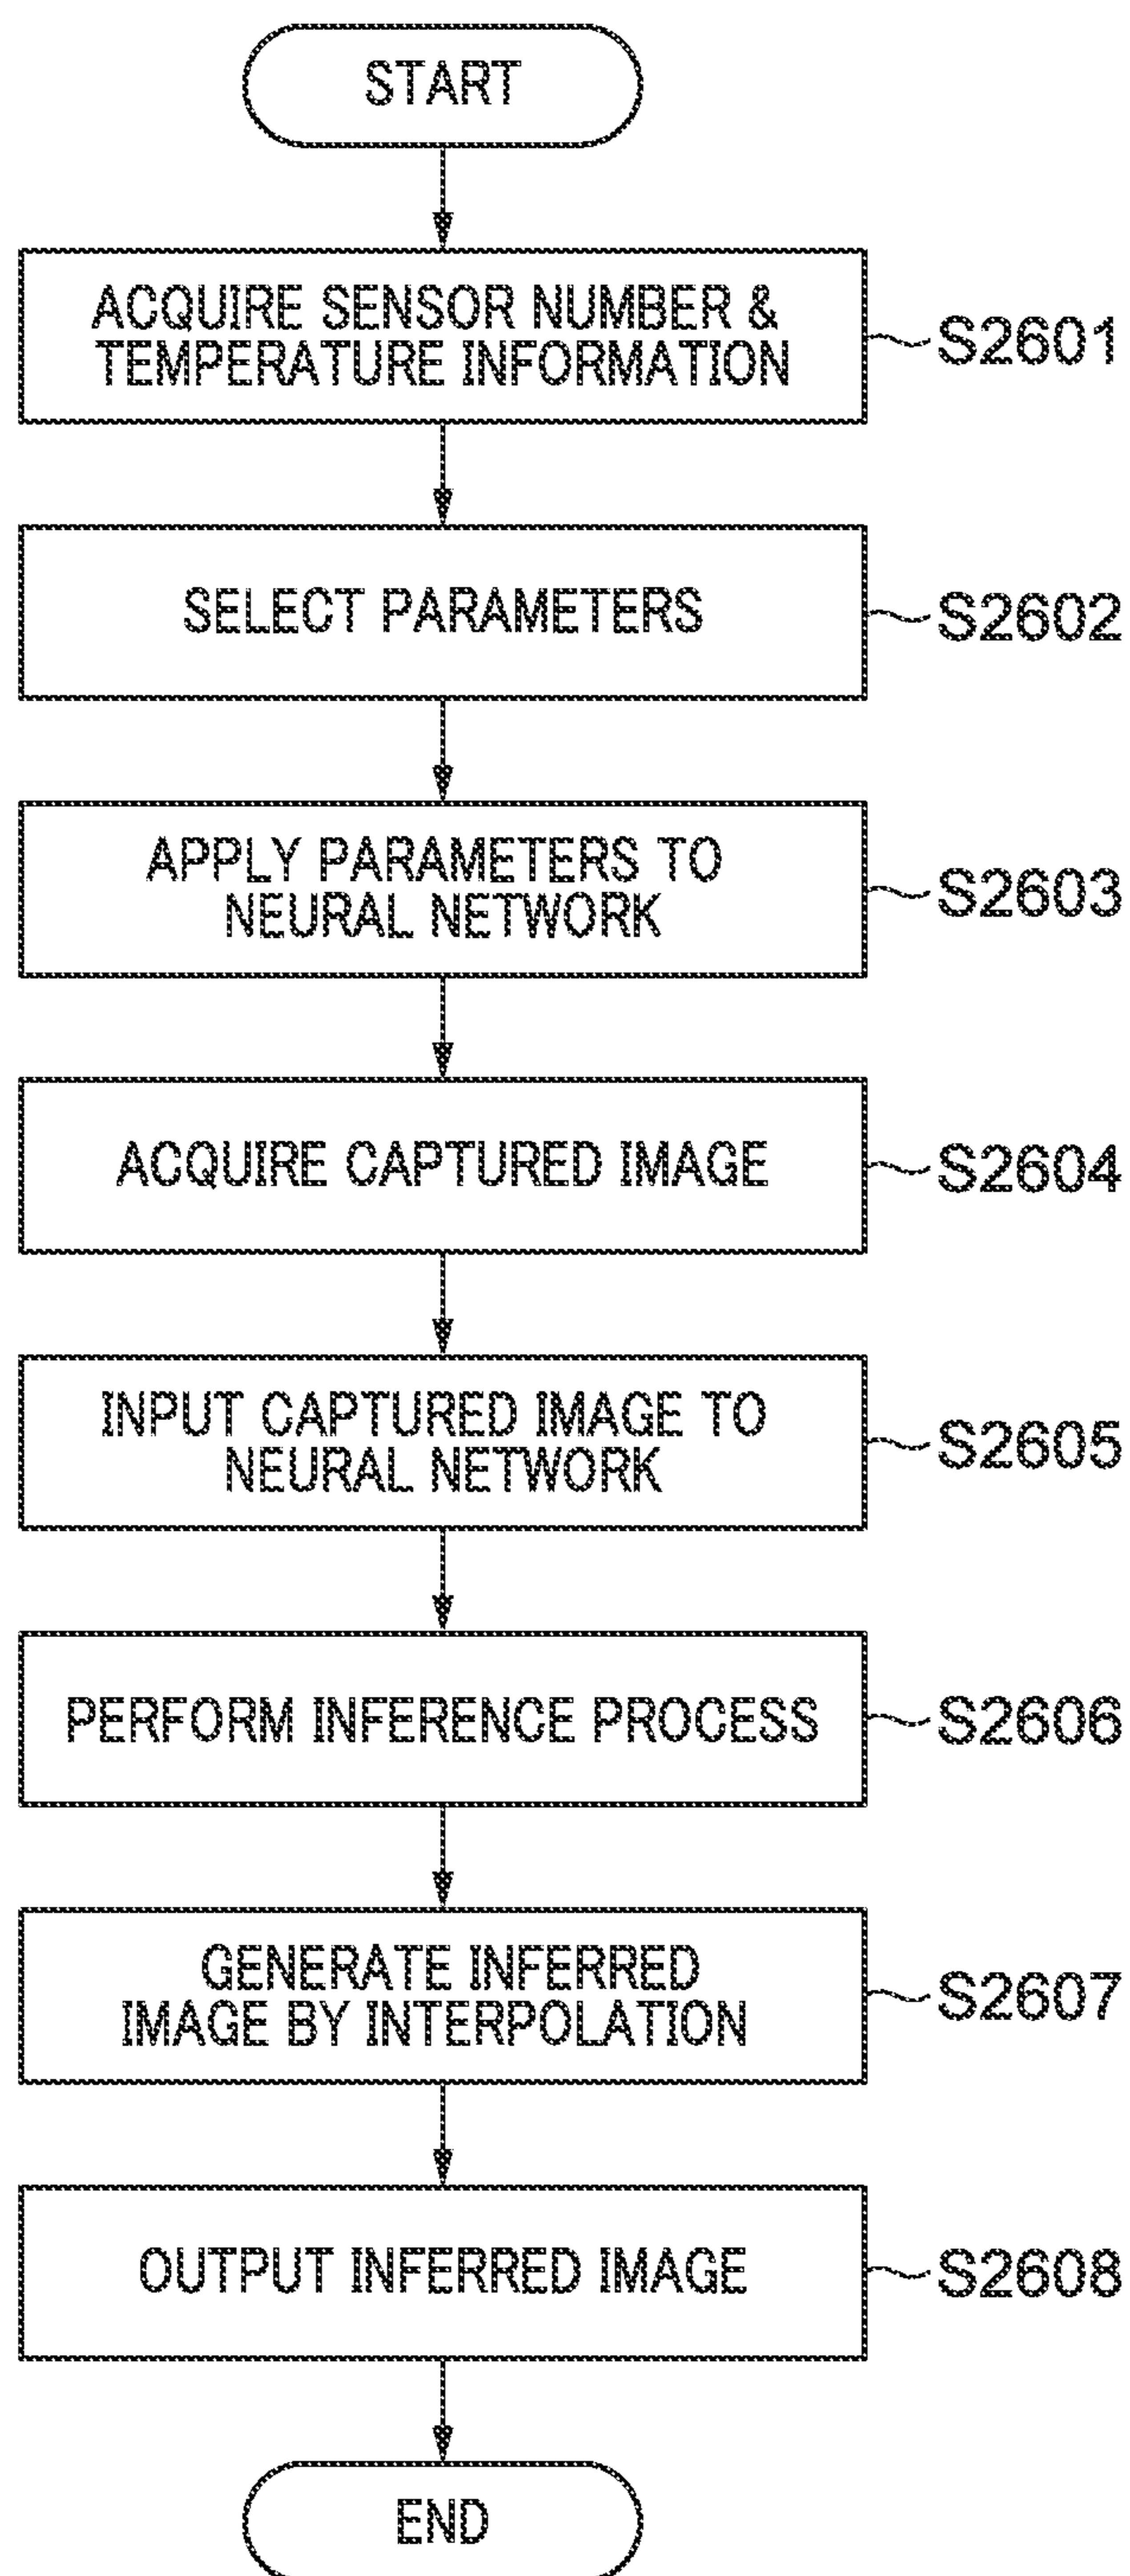 START
ACQUIRE SENSOR NUMBER &
TEMPERATURE INFORMATION
S2601
SELECT PARAMETERS
S2602
APPLY PARAMETERS TO
NEURAL NETWORK
S2603
ACQUIRE CAPTURED IMAGE
S2604
INPUT CAPTURED IMAGE TO
NEURAL NETWORK
S2605
PERFORM INFERENCE PROCESS
S2606
GENERATE INFERRED
IMAGE BY INTERPOLATION
S2607
OUTPUT INFERRED IMAGE
S2608
END